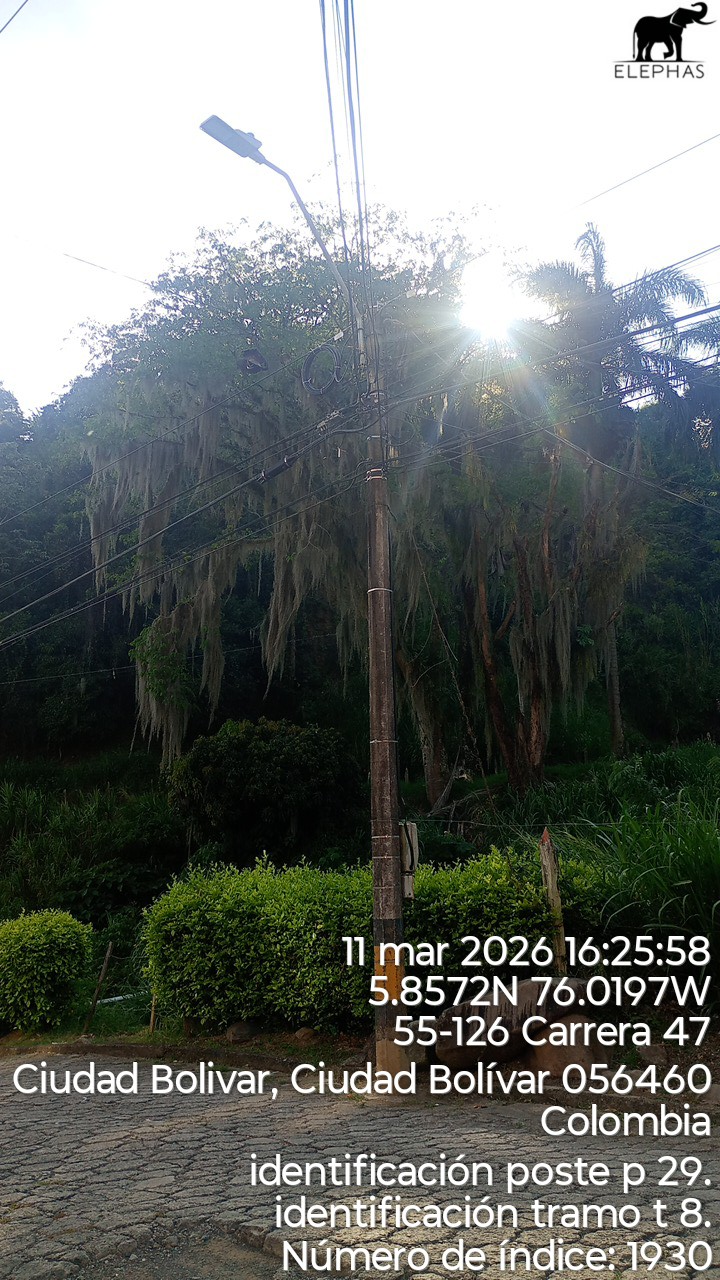 ELEPHAS
11 mar 2026 16:25:58
5.8572N 76.0197W
55-126 Carrera 47
Ciudad Bolivar, Ciudad Bolívar 056460
Colombia
identificación poste p 29.
identificación tramo t 8.
Número de índice: 1930